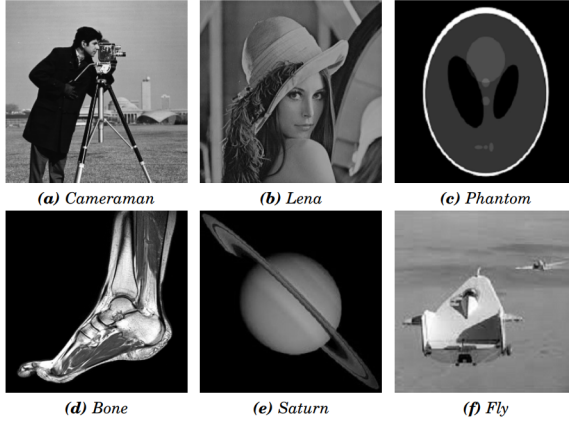 (a) Cameraman
(b) Lena
(c) Phantom
(d) Bone
(e) Saturn
(f) Fly